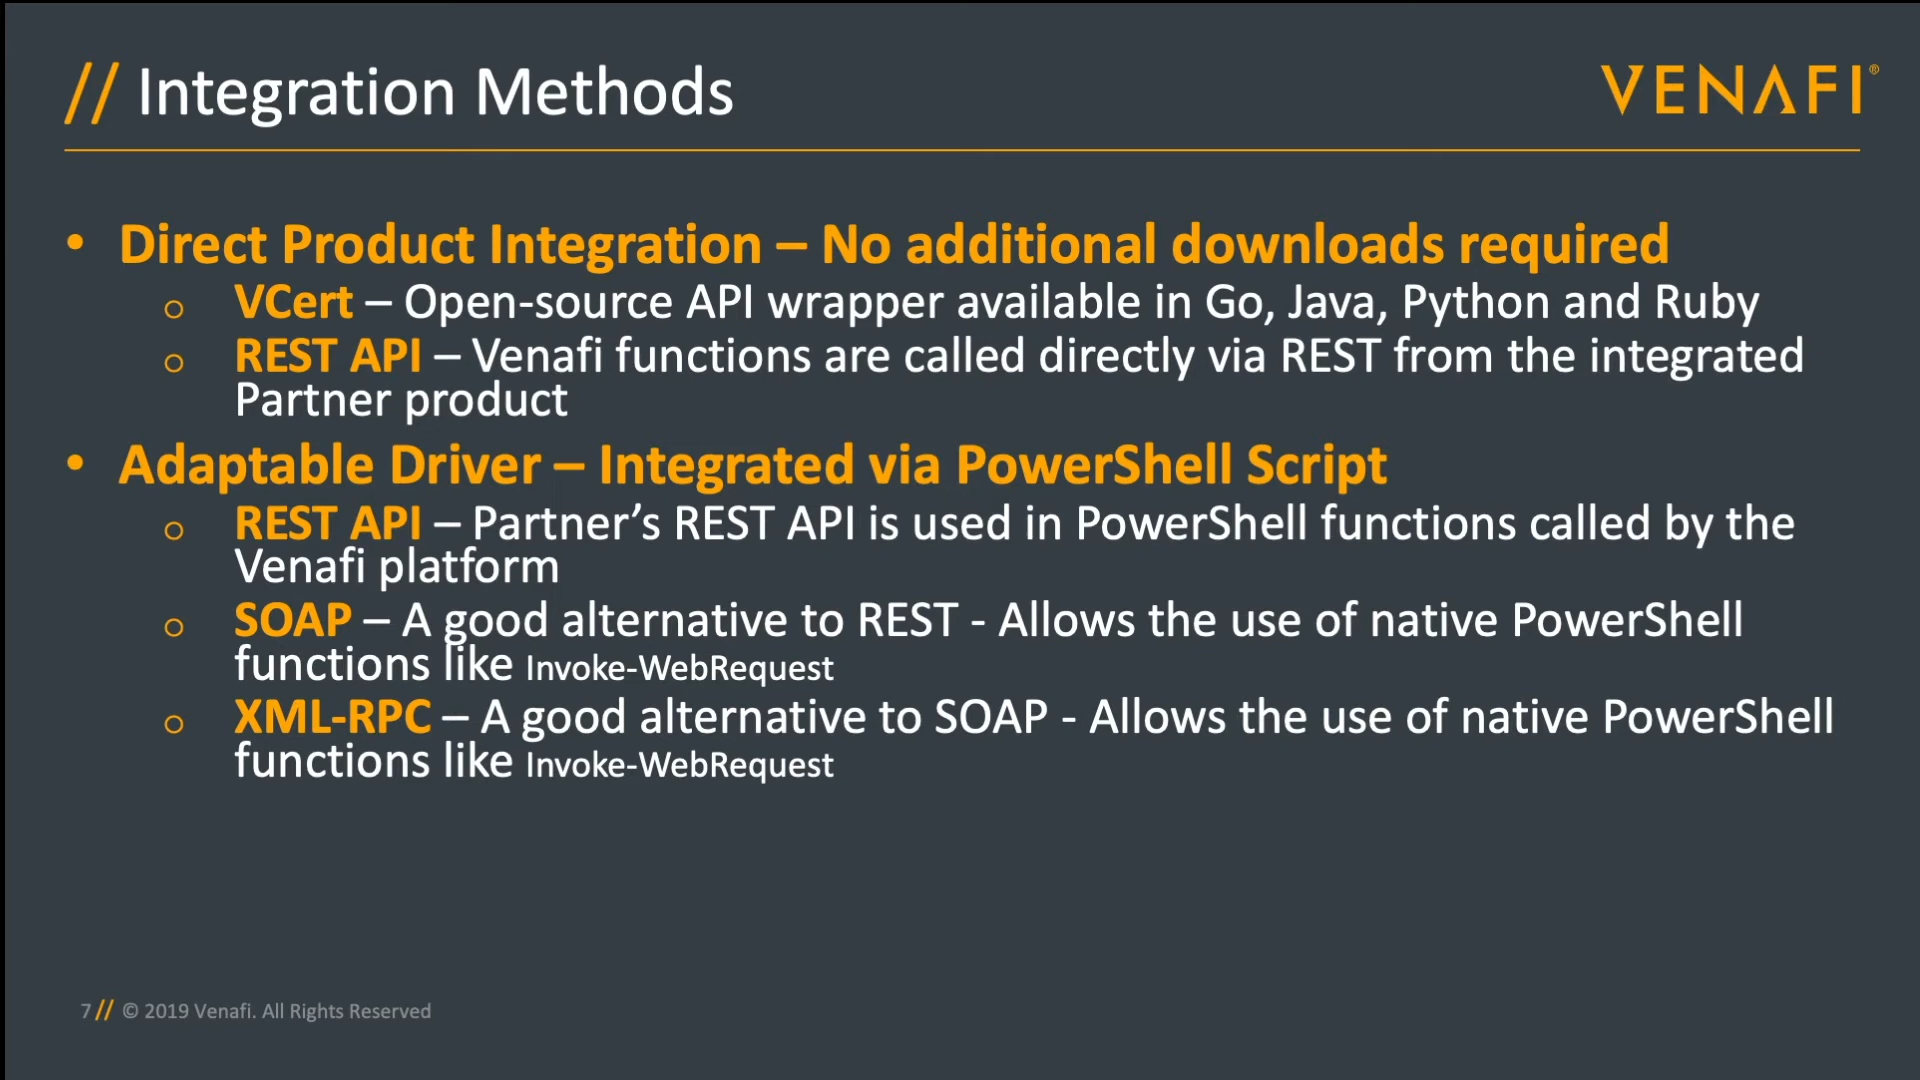 // Integration Methods
VENAFI®
• Direct Product Integration – No additional downloads required
o VCert – Open-source API wrapper available in Go, Java, Python and Ruby
o REST API – Venafi functions are called directly via REST from the integrated
Partner product
• Adaptable Driver – Integrated via PowerShell Script
o REST API – Partner’s REST API is used in PowerShell functions called by the
Venafi platform
o SOAP – A good alternative to REST - Allows the use of native PowerShell
functions like Invoke-WebRequest
o XML-RPC – A good alternative to SOAP - Allows the use of native PowerShell
functions like Invoke-WebRequest
7 // © 2019 Venafi. All Rights Reserved